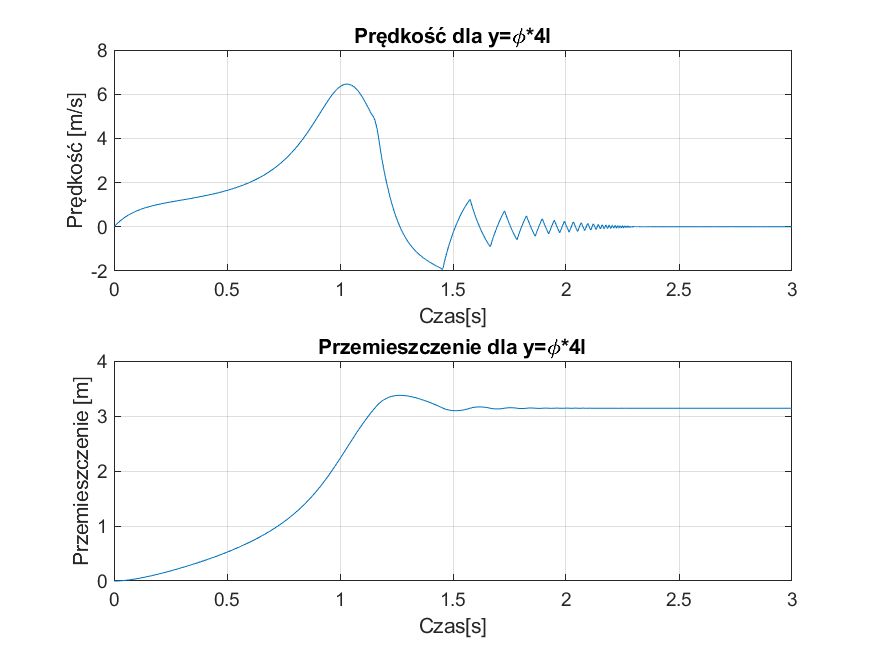 Prędkość dla y=ϕ*4l
Prędkość [m/s]
8
6
4
2
0
-2
0 0.5 1 1.5 2 2.5 3
Czas[s]
Przemieszczenie dla y=ϕ*4l
Przemieszczenie [m]
4
3
2
1
0
0 0.5 1 1.5 2 2.5 3
Czas[s]